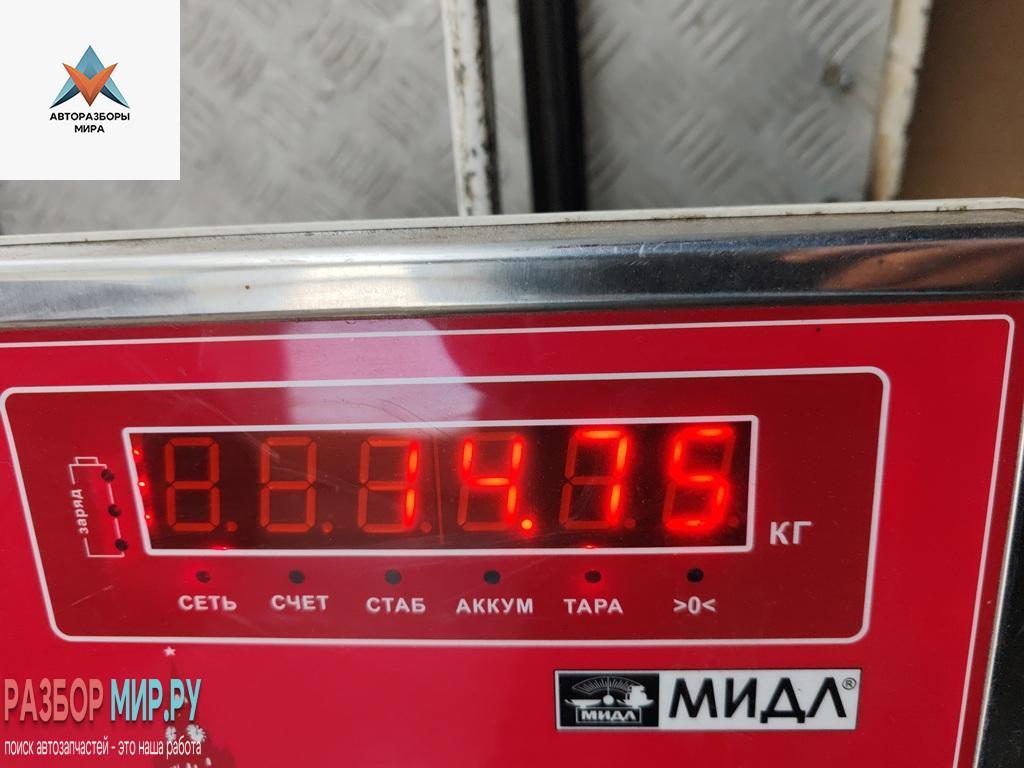 АВТОРАЗБОРЫ
МИРА
заряд
14.75
КГ
СЕТЬ СЧЕТ СТАБ АККУМ ТАРА >0<
МИДЛ МИДЛ®
РАЗБОР МИР.РУ
поиск автозапчастей - это наша работа